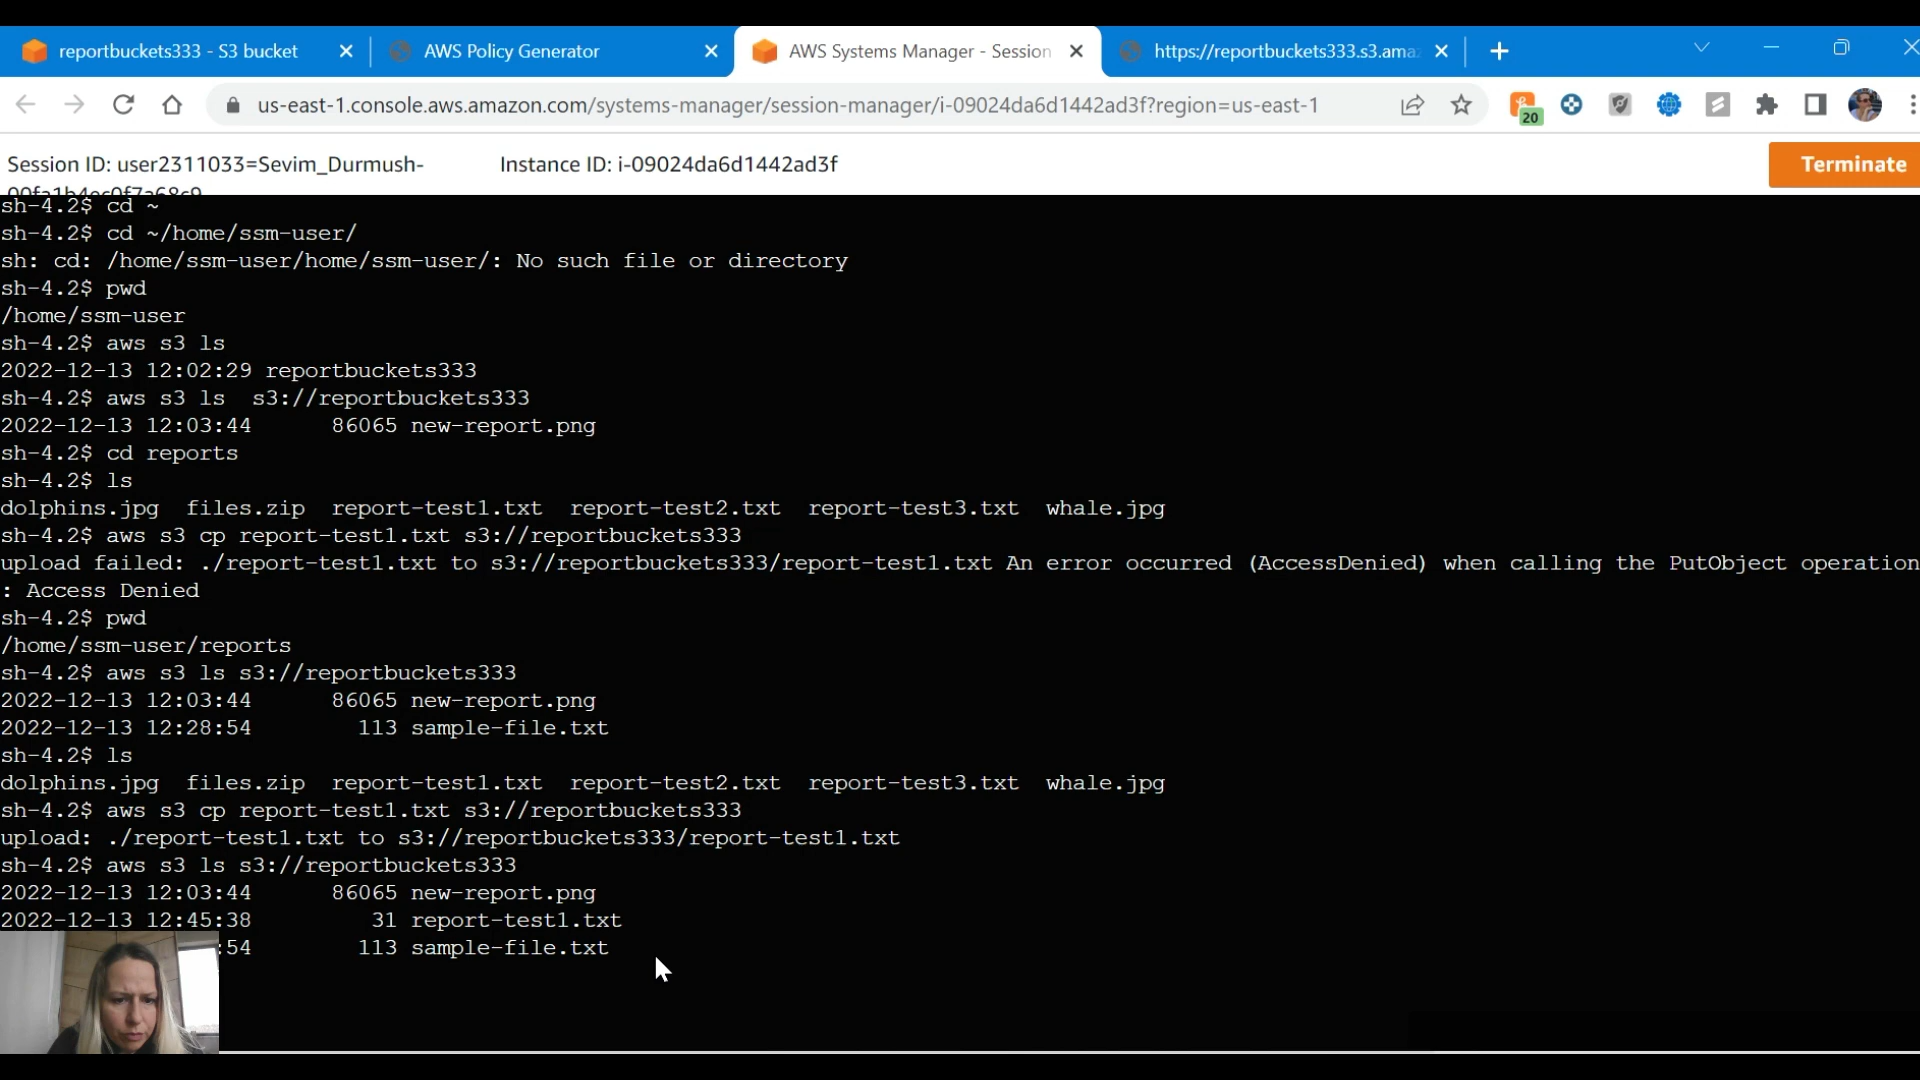 reportbuckets333 - S3 bucket
AWS Policy Generator
AWS Systems Manager - Session
https://reportbuckets333.s3.ama
us-east-1.console.aws.amazon.com/systems-manager/session-manager/i-09024da6d1442ad3f?region=us-east-1
20
Session ID: user2311033=Sevim_Durmush-
Instance ID: i-09024da6d1442ad3f
Terminate
sh-4.2$ cd ~
sh-4.2$ cd ~/home/ssm-user/
sh: cd: /home/ssm-user/home/ssm-user/: No such file or directory
sh-4.2$ pwd
/home/ssm-user
sh-4.2$ aws s3 ls
2022-12-13 12:02:29 reportbuckets333
sh-4.2$ aws s3 ls  s3://reportbuckets333
2022-12-13 12:03:44      86065 new-report.png
sh-4.2$ cd reports
sh-4.2$ ls
dolphins.jpg  files.zip  report-test1.txt  report-test2.txt  report-test3.txt  whale.jpg
sh-4.2$ aws s3 cp report-test1.txt s3://reportbuckets333
upload failed: ./report-test1.txt to s3://reportbuckets333/report-test1.txt An error occurred (AccessDenied) when calling the PutObject operation
: Access Denied
sh-4.2$ pwd
/home/ssm-user/reports
sh-4.2$ aws s3 ls s3://reportbuckets333
2022-12-13 12:03:44      86065 new-report.png
2022-12-13 12:28:54        113 sample-file.txt
sh-4.2$ ls
dolphins.jpg  files.zip  report-test1.txt  report-test2.txt  report-test3.txt  whale.jpg
sh-4.2$ aws s3 cp report-test1.txt s3://reportbuckets333
upload: ./report-test1.txt to s3://reportbuckets333/report-test1.txt
sh-4.2$ aws s3 ls s3://reportbuckets333
2022-12-13 12:03:44      86065 new-report.png
2022-12-13 12:45:38         31 report-test1.txt
:54        113 sample-file.txt